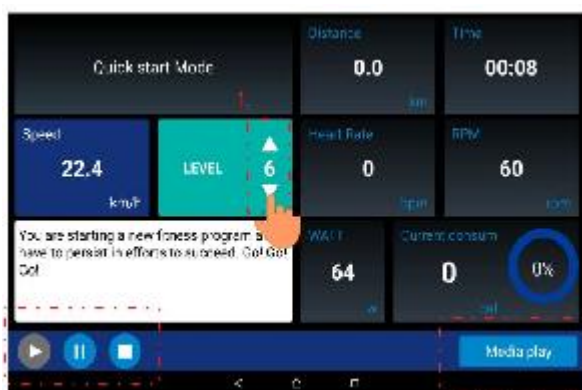 Quick start Mode
Distance
0.0
km
Time
00:08
1.
Speed
22.4
km/h
LEVEL
6
Heart Rate
0
bpm
RPM
60
rpm
You are starting a new fitness program a
have to persist in efforts to succeed. Go! Go!
Go!
WATT
64
w
Current consum
0
cal
0%
Media play